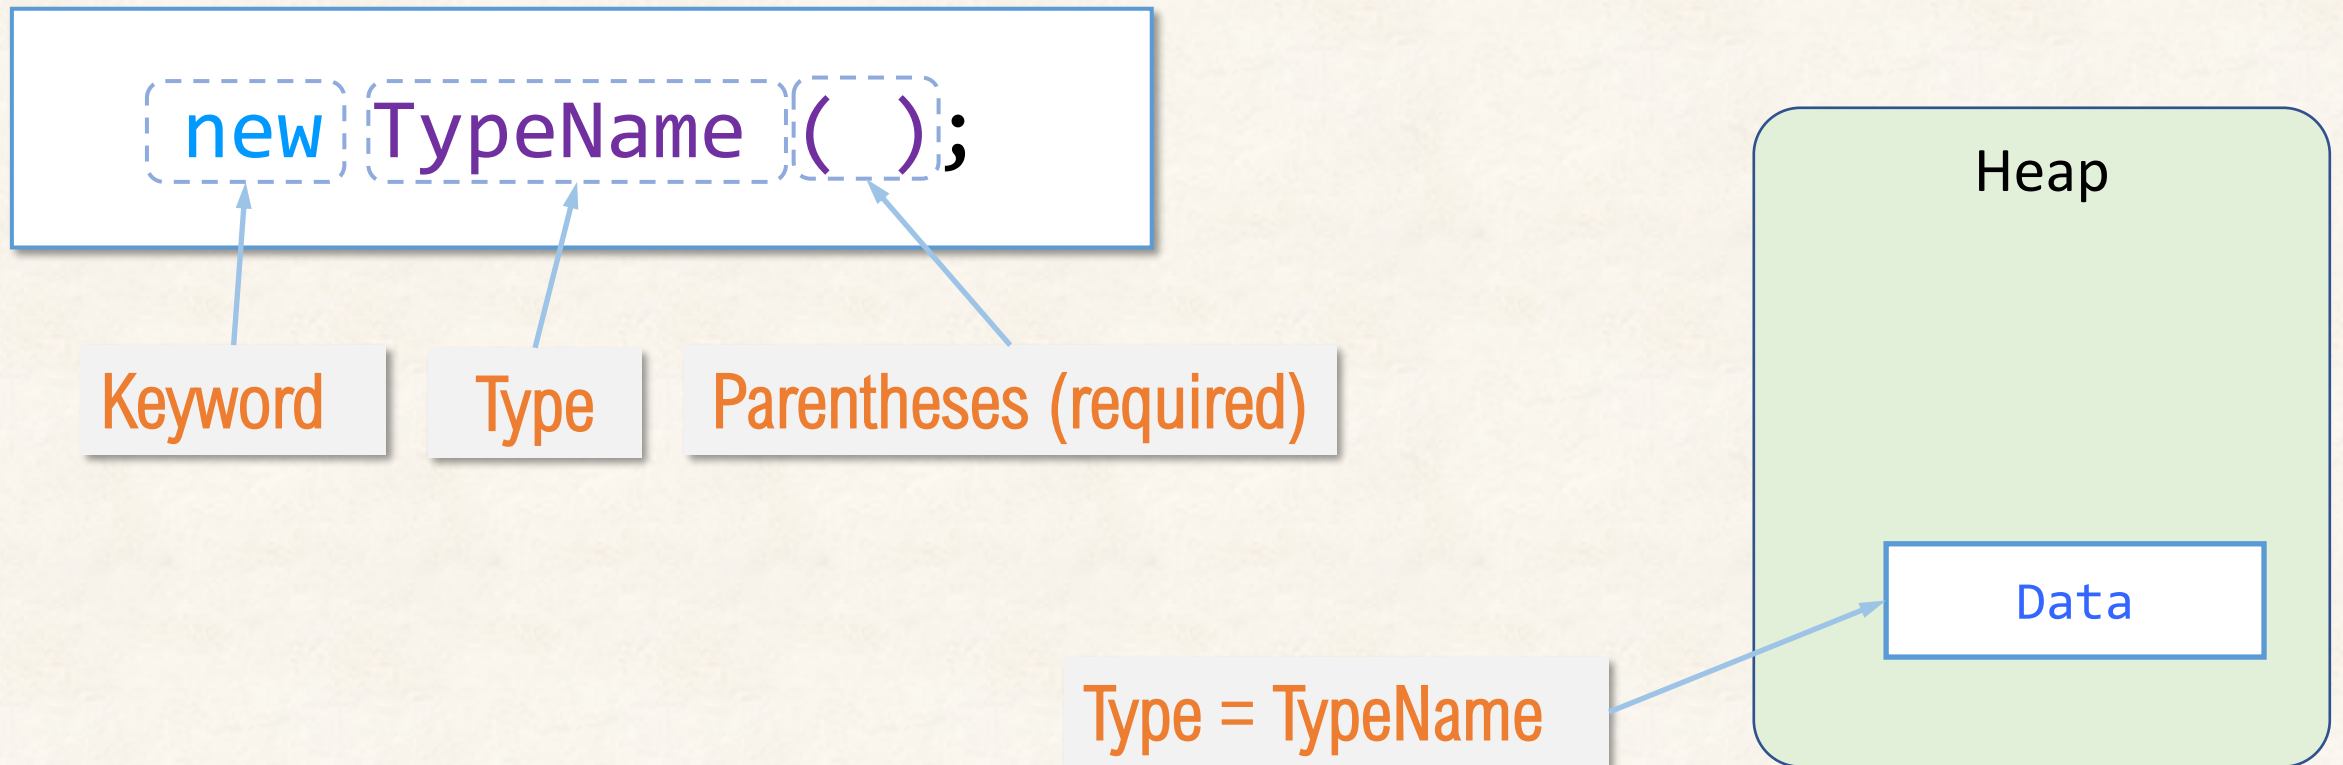 new TypeName ( );
Heap
Keyword
Type
Parentheses (required)
Data
Type = TypeName